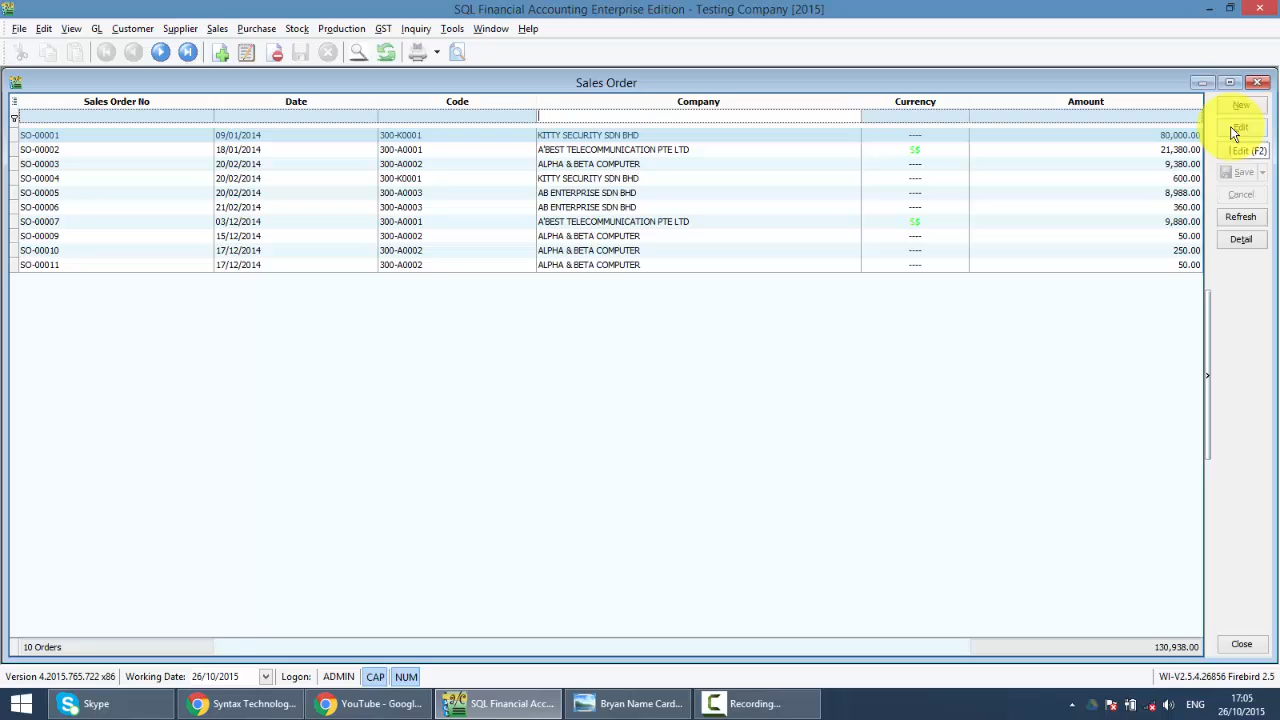 SQL Financial Accounting Enterprise Edition - Testing Company [2015]
File Edit View GL Customer Supplier Sales Purchase Stock Production GST Inquiry Tools Window Help
Sales Order
Sales Order No Date Code Company Currency Amount
SO-00001 09/01/2014 300-K0001 KITTY SECURITY SDN BHD ---- 80,000.00
SO-00002 18/01/2014 300-A0001 A'BEST TELECOMMUNICATION PTE LTD S$ 21,380.00
SO-00003 20/02/2014 300-A0002 ALPHA & BETA COMPUTER ---- 9,380.00
SO-00004 20/02/2014 300-K0001 KITTY SECURITY SDN BHD ---- 600.00
SO-00005 20/02/2014 300-A0003 AB ENTERPRISE SDN BHD ---- 8,988.00
SO-00006 21/02/2014 300-A0003 AB ENTERPRISE SDN BHD ---- 360.00
SO-00007 03/12/2014 300-A0001 A'BEST TELECOMMUNICATION PTE LTD S$ 9,880.00
SO-00009 15/12/2014 300-A0002 ALPHA & BETA COMPUTER ---- 50.00
SO-00010 17/12/2014 300-A0002 ALPHA & BETA COMPUTER ---- 250.00
SO-00011 17/12/2014 300-A0002 ALPHA & BETA COMPUTER ---- 50.00
New
Edit
Edit (F2)
Save
Cancel
Refresh
Detail
10 Orders 130,938.00
Close
Version 4.2015.765.722 x86 Working Date: 26/10/2015 Logon: ADMIN CAP NUM WI-V2.5.4.26856 Firebird 2.5
Skype Syntax Technolog... YouTube - Googl... SQL Financial Acc... Bryan Name Card... Recording... ENG 17:05
26/10/2015